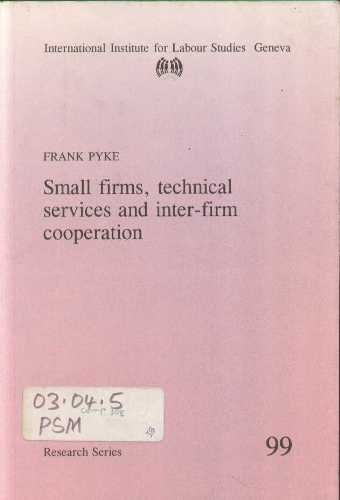 International Institute for Labour Studies Geneva
FRANK PYKE
Small firms, technical
services and inter-firm
cooperation
03.04.5
PSM
Research Series 99